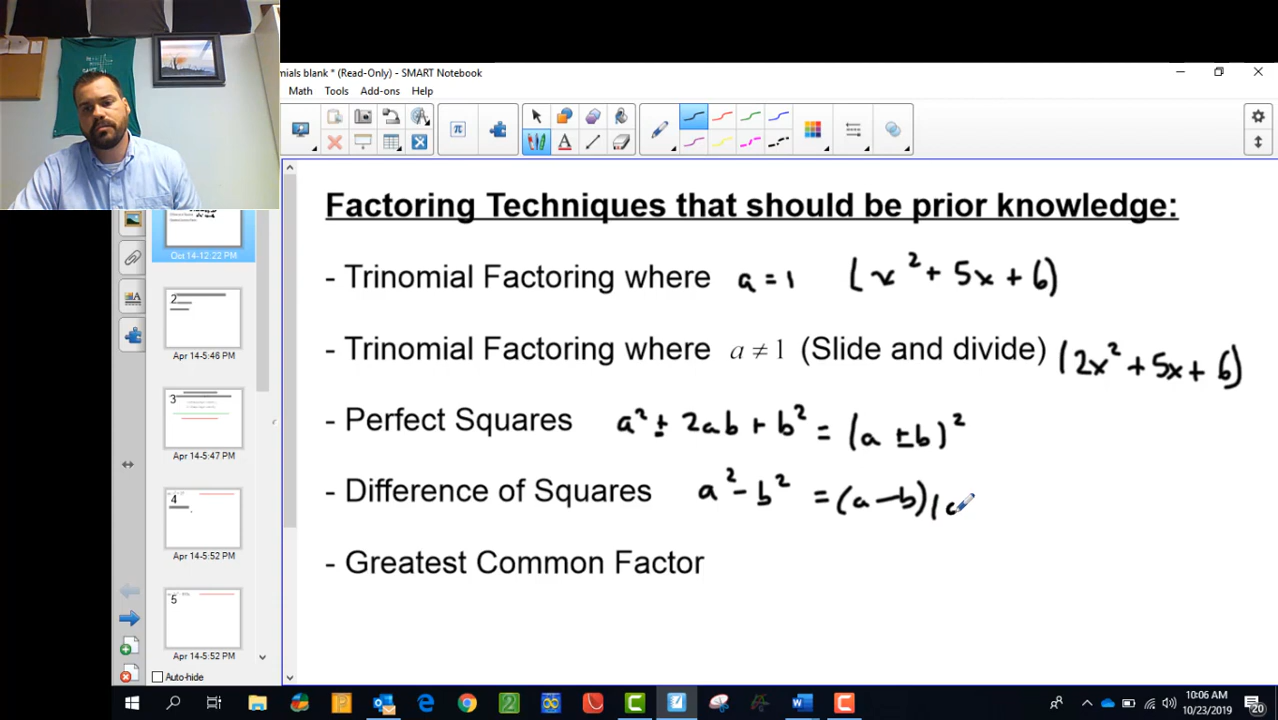 mials blank * (Read-Only) - SMART Notebook
Math Tools Add-ons Help
Factoring Techniques that should be prior knowledge:
- Trinomial Factoring where a = 1 (x² + 5x + 6)
- Trinomial Factoring where a ≠ 1 (Slide and divide) (2x² + 5x + 6)
- Perfect Squares a² ± 2ab + b² = (a ± b)²
- Difference of Squares a² - b² = (a - b)(
- Greatest Common Factor
Oct 14-12:22 PM
2
Apr 14-5:46 PM
3
Apr 14-5:47 PM
4
Apr 14-5:52 PM
5
Apr 14-5:52 PM
Auto-hide
10:06 AM
10/23/2019
20